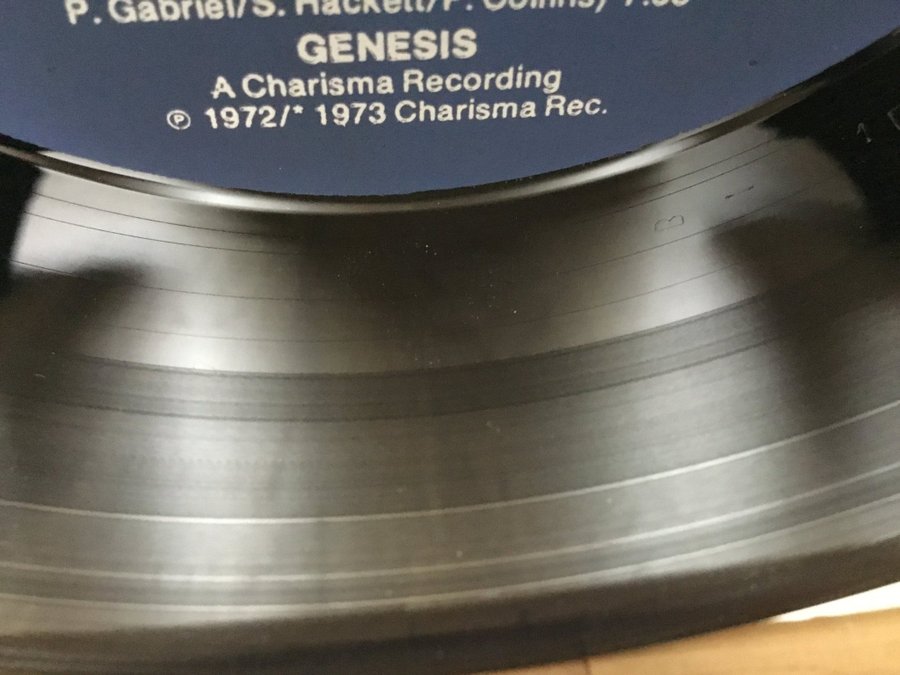 P. Gabriel/S. Hackett/P. Collins)
GENESIS
A Charisma Recording
℗ 1972/* 1973 Charisma Rec.